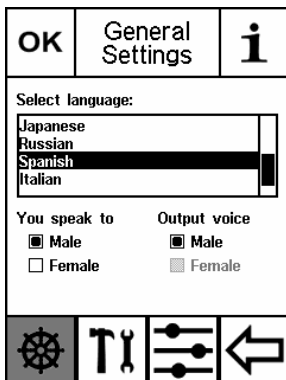 OK
General
Settings
i
Select language:
Japanese
Russian
Spanish
Italian
You speak to
Output voice
Male
Male
Female
Female